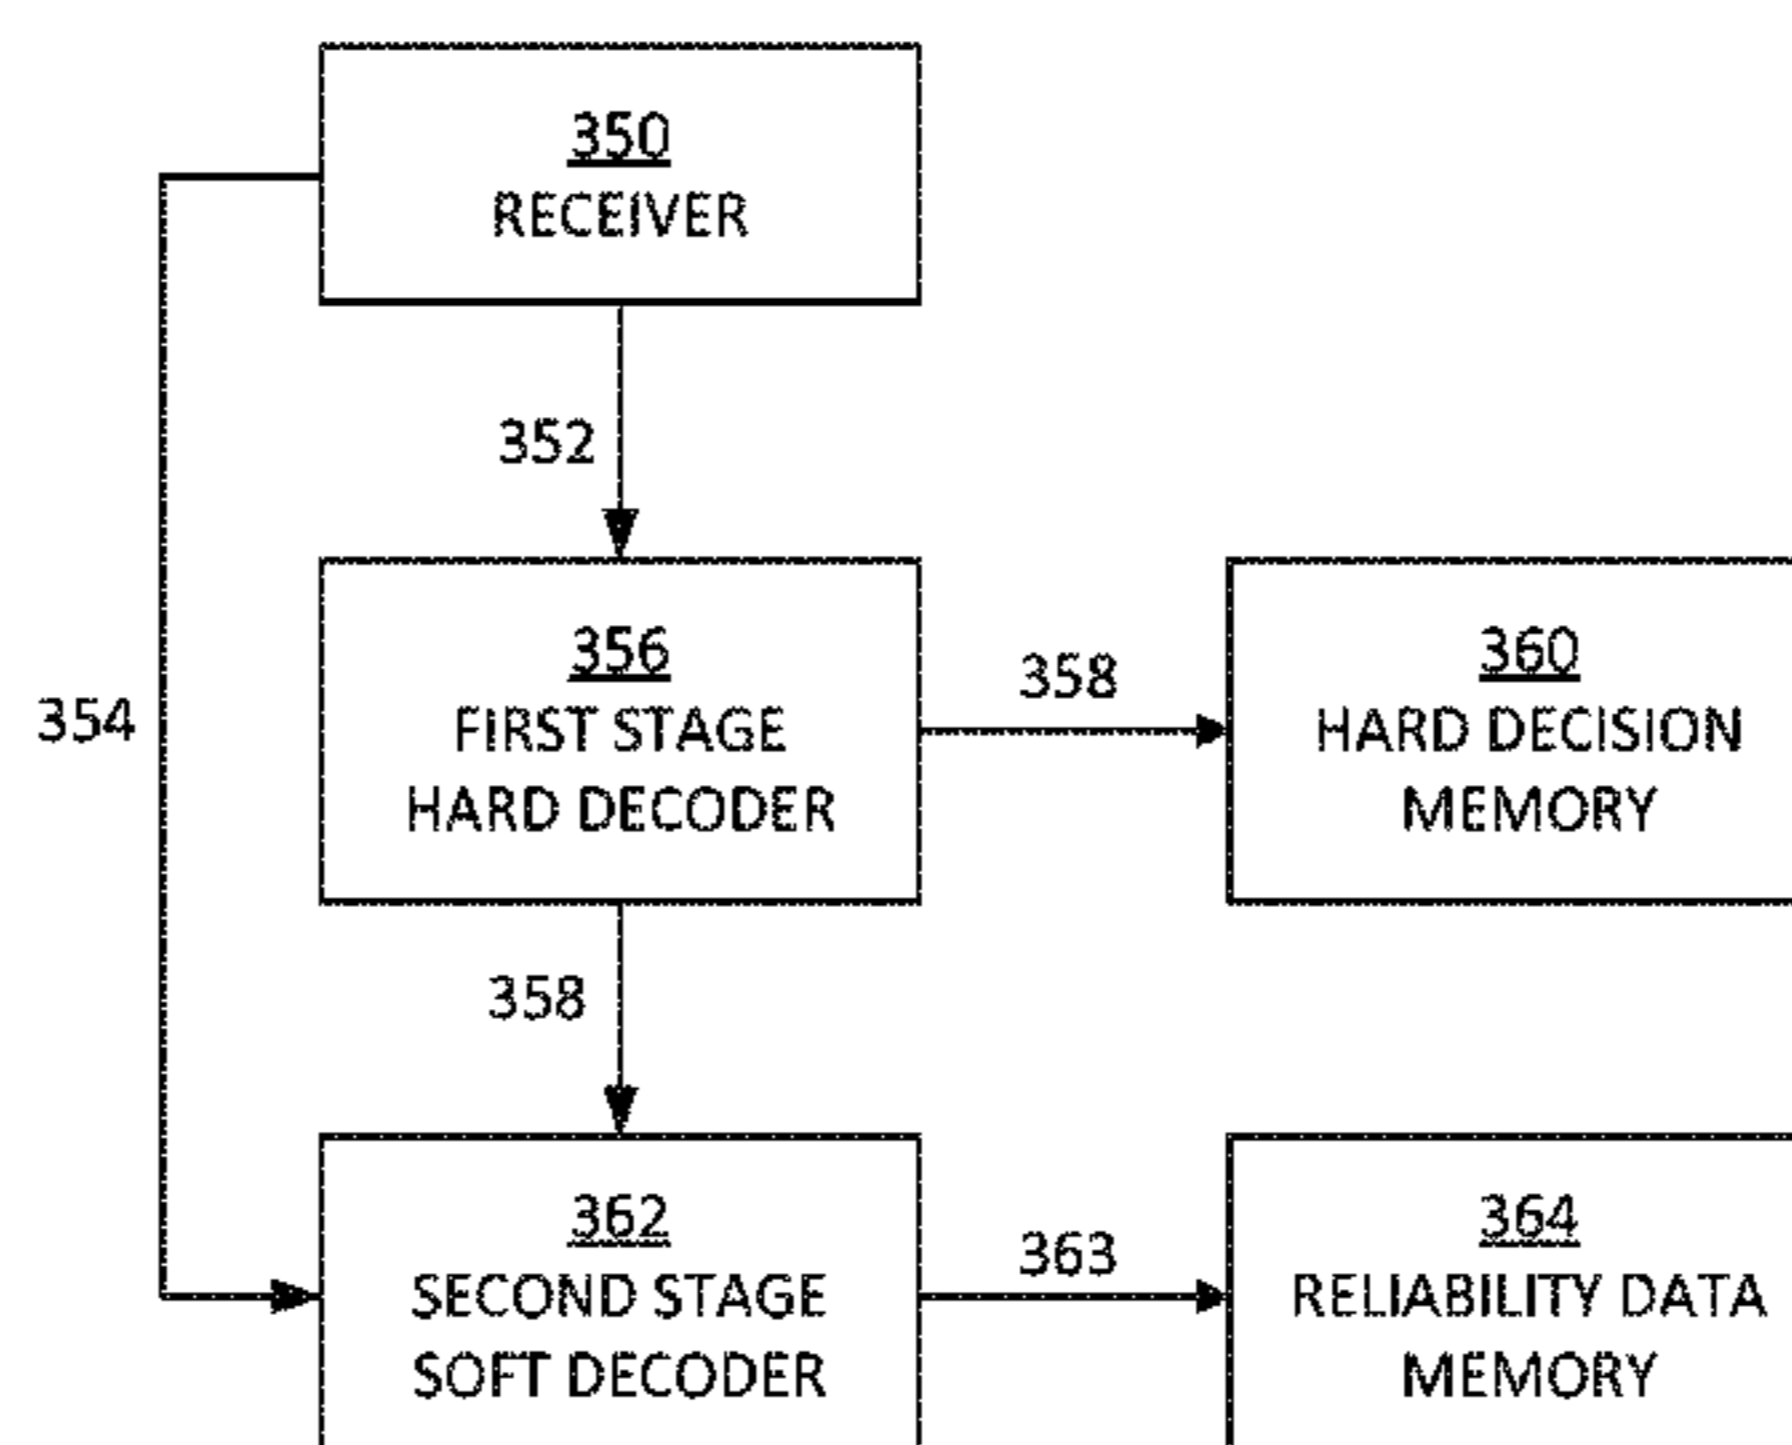 350
RECEIVER
352
354
356
FIRST STAGE
HARD DECODER
358
360
HARD DECISION
MEMORY
358
362
SECOND STAGE
SOFT DECODER
363
364
RELIABILITY DATA
MEMORY